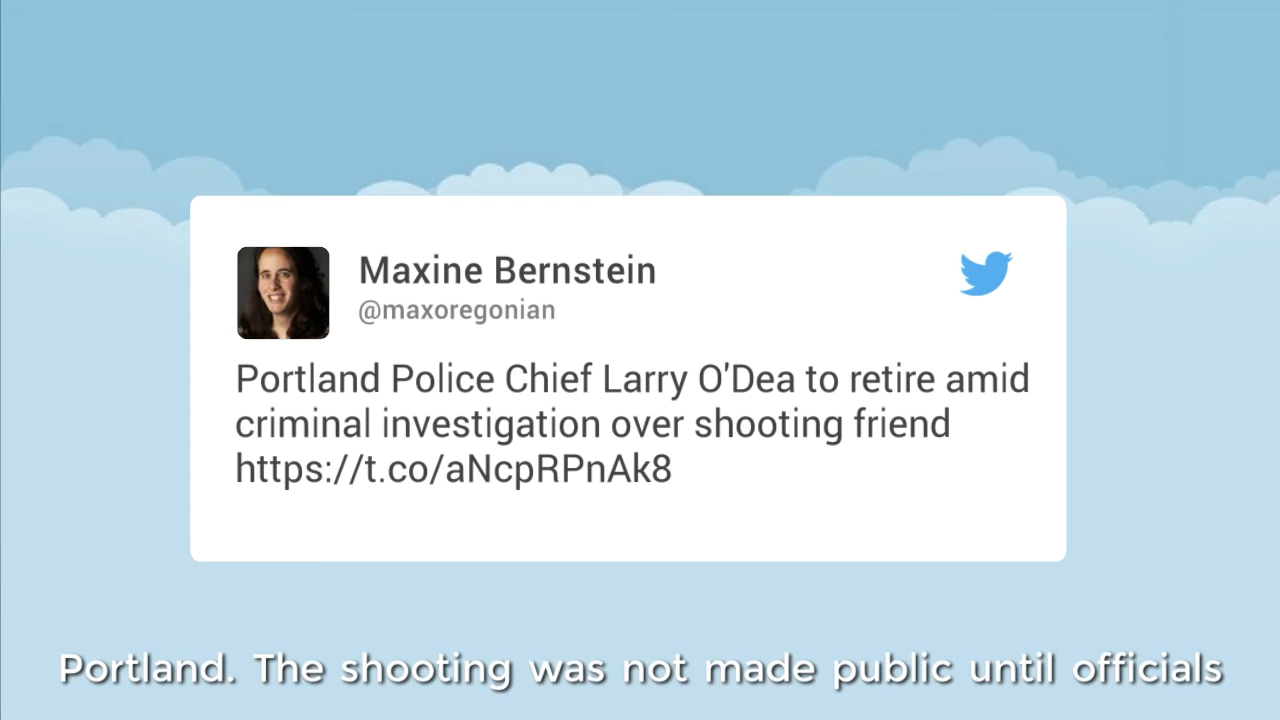 Maxine Bernstein
@maxoregonian
Portland Police Chief Larry O'Dea to retire amid
criminal investigation over shooting friend
https://t.co/aNcpRPnAk8
Portland. The shooting was not made public until officials